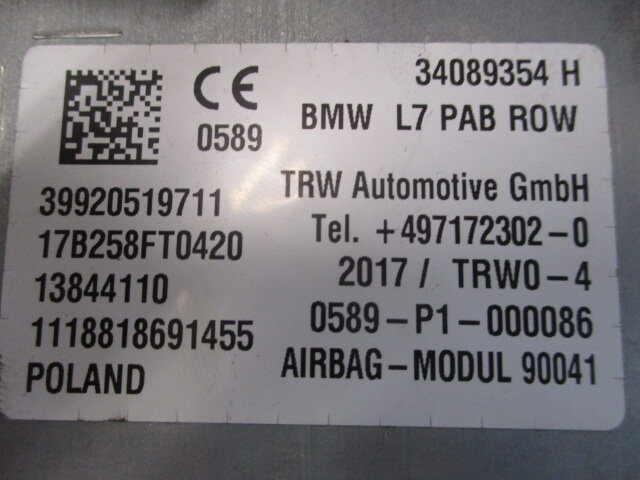 34089354 H
CE
0589
BMW L7 PAB ROW
39920519711
TRW Automotive GmbH
17B258FT0420
Tel. +497172302-0
13844110
2017/ TRW0-4
1118818691455
0589-P1-000086
POLAND
AIRBAG-MODUL 90041